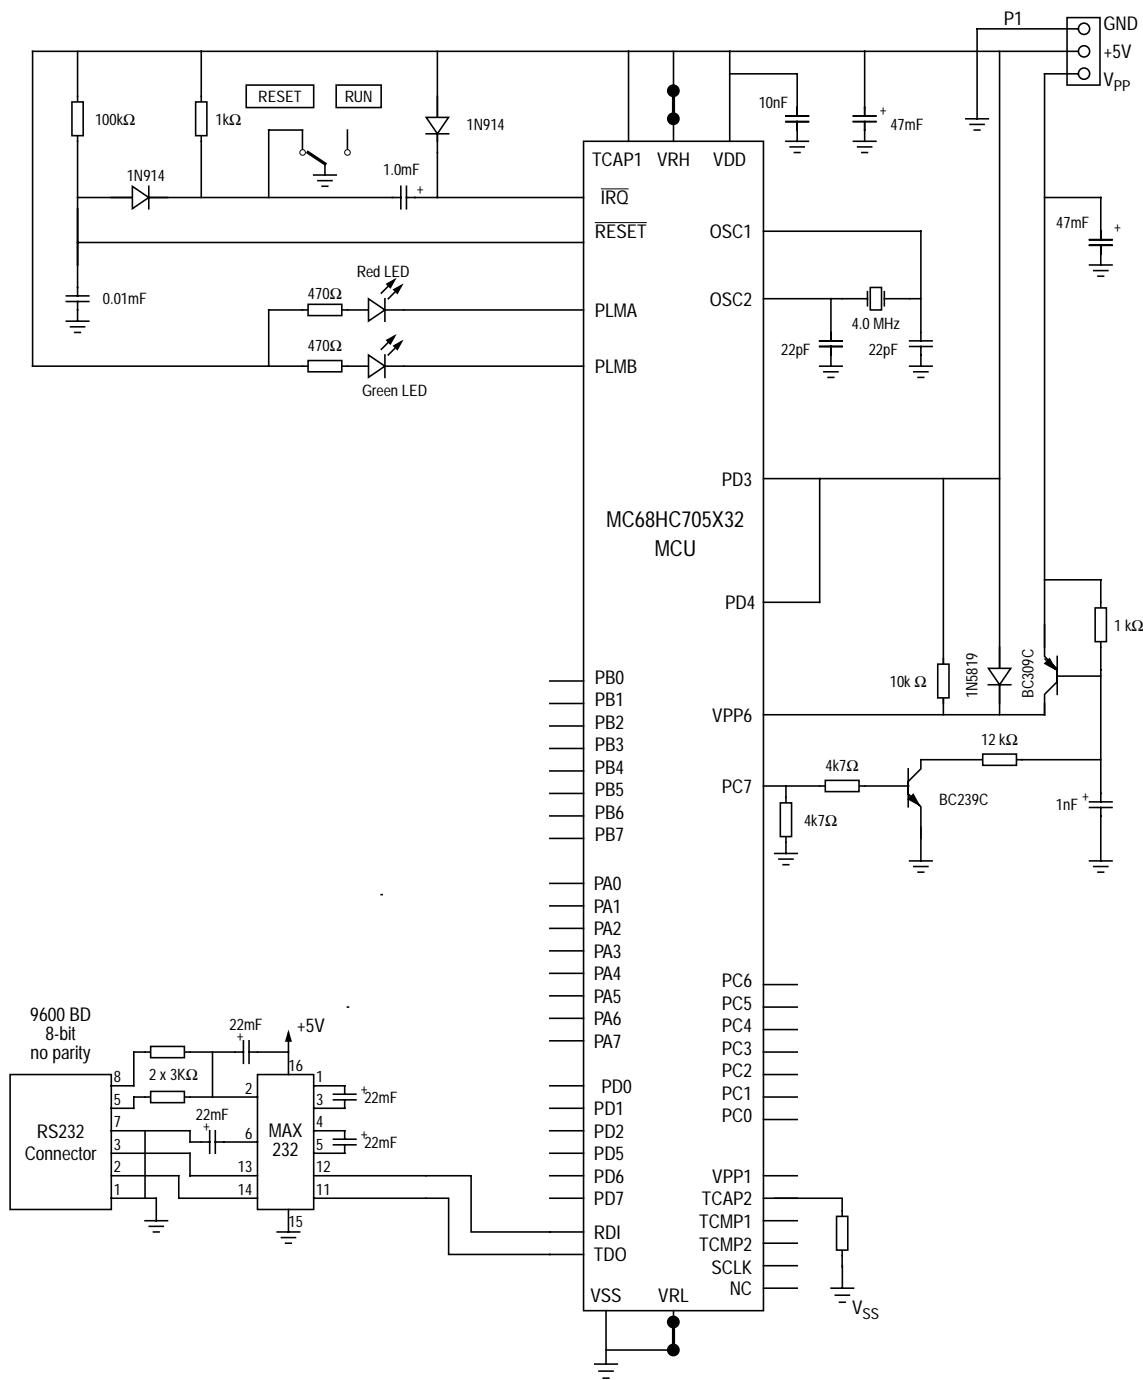 P1
GND
+5V
VPP
RESET
RUN
100kΩ
1kΩ
1N914
10nF
47mF
1N914
1.0mF
+
TCAP1
VRH
VDD
IRQ
RESET
OSC1
47mF
+
Red LED
0.01mF
470Ω
PLMA
OSC2
4.0 MHz
470Ω
PLMB
22pF
22pF
Green LED
PD3
MC68HC705X32
MCU
PD4
1 kΩ
10k Ω
1N5819
BC309C
PB0
PB1
PB2
PB3
PB4
PB5
PB6
PB7
VPP6
12 kΩ
PC7
4k7Ω
BC239C
1nF
+
4k7Ω
PA0
PA1
PA2
PA3
PA4
PA5
PA6
PA7
PC6
PC5
PC4
PC3
PC2
PC1
PC0
9600 BD
8-bit
no parity
22mF
+
+5V
16
8
2 x 3KΩ
5
2
1
+
22mF
3
7
22mF
+
6
MAX
232
4
+
22mF
5
RS232
Connector
3
13
12
2
14
11
1
15
PD0
PD1
PD2
PD5
PD6
PD7
RDI
TDO
VPP1
TCAP2
TCMP1
TCMP2
SCLK
NC
VSS
VRL
VSS
+